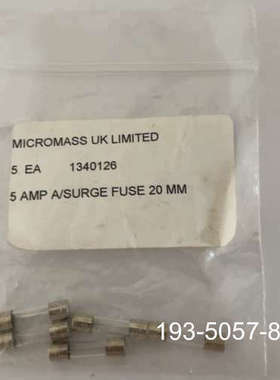 MICROMASS UK LIMITED
5 EA 1340126
5 AMP A/SURGE FUSE 20 MM
193-5057-8